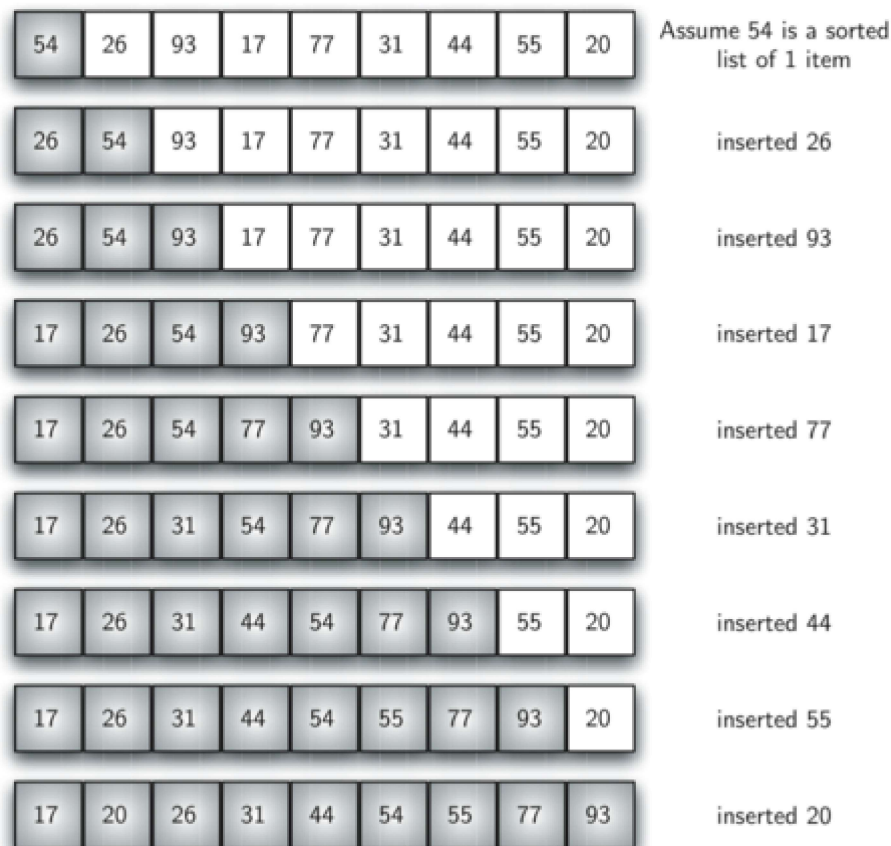 54 26 93 17 77 31 44 55 20 Assume 54 is a sorted
list of 1 item
26 54 93 17 77 31 44 55 20 inserted 26
26 54 93 17 77 31 44 55 20 inserted 93
17 26 54 93 77 31 44 55 20 inserted 17
17 26 54 77 93 31 44 55 20 inserted 77
17 26 31 54 77 93 44 55 20 inserted 31
17 26 31 44 54 77 93 55 20 inserted 44
17 26 31 44 54 55 77 93 20 inserted 55
17 20 26 31 44 54 55 77 93 inserted 20